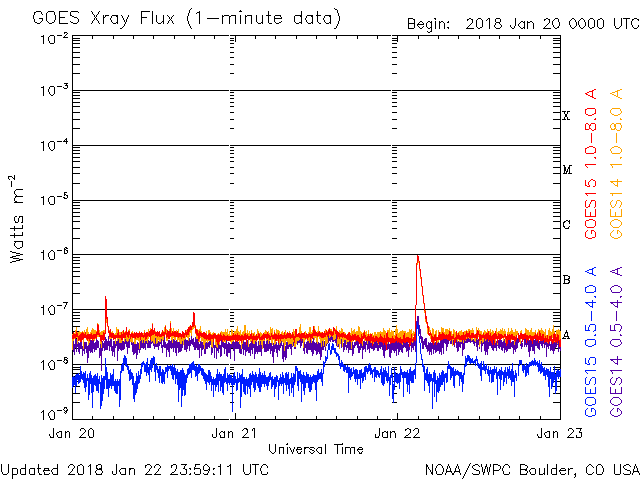 GOES Xray Flux (1-minute data)
Begin: 2018 Jan 20 0000 UTC
10⁻²
10⁻³
10⁻⁴
10⁻⁵
10⁻⁶
10⁻⁷
10⁻⁸
10⁻⁹
Watts m⁻²
X
M
C
B
A
GOES15 1.0-8.0 A
GOES14 1.0-8.0 A
GOES15 0.5-4.0 A
GOES14 0.5-4.0 A
Jan 20
Jan 21
Jan 22
Jan 23
Universal Time
Updated 2018 Jan 22 23:59:11 UTC
NOAA/SWPC Boulder, CO USA